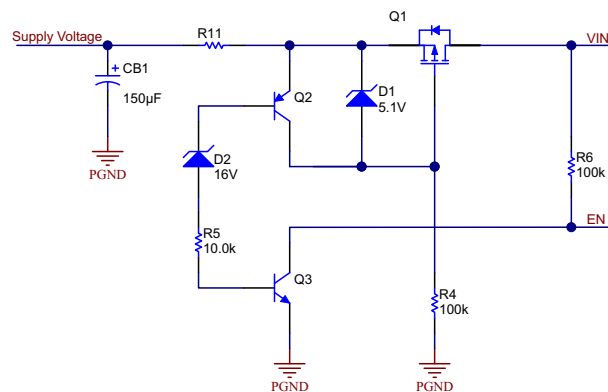 Q1
Supply Voltage
R11
VIN
CB1
150µF
+
Q2
D1
5.1V
D2
16V
R6
100k
PGND
EN
R5
10.0k
Q3
R4
100k
PGND
PGND